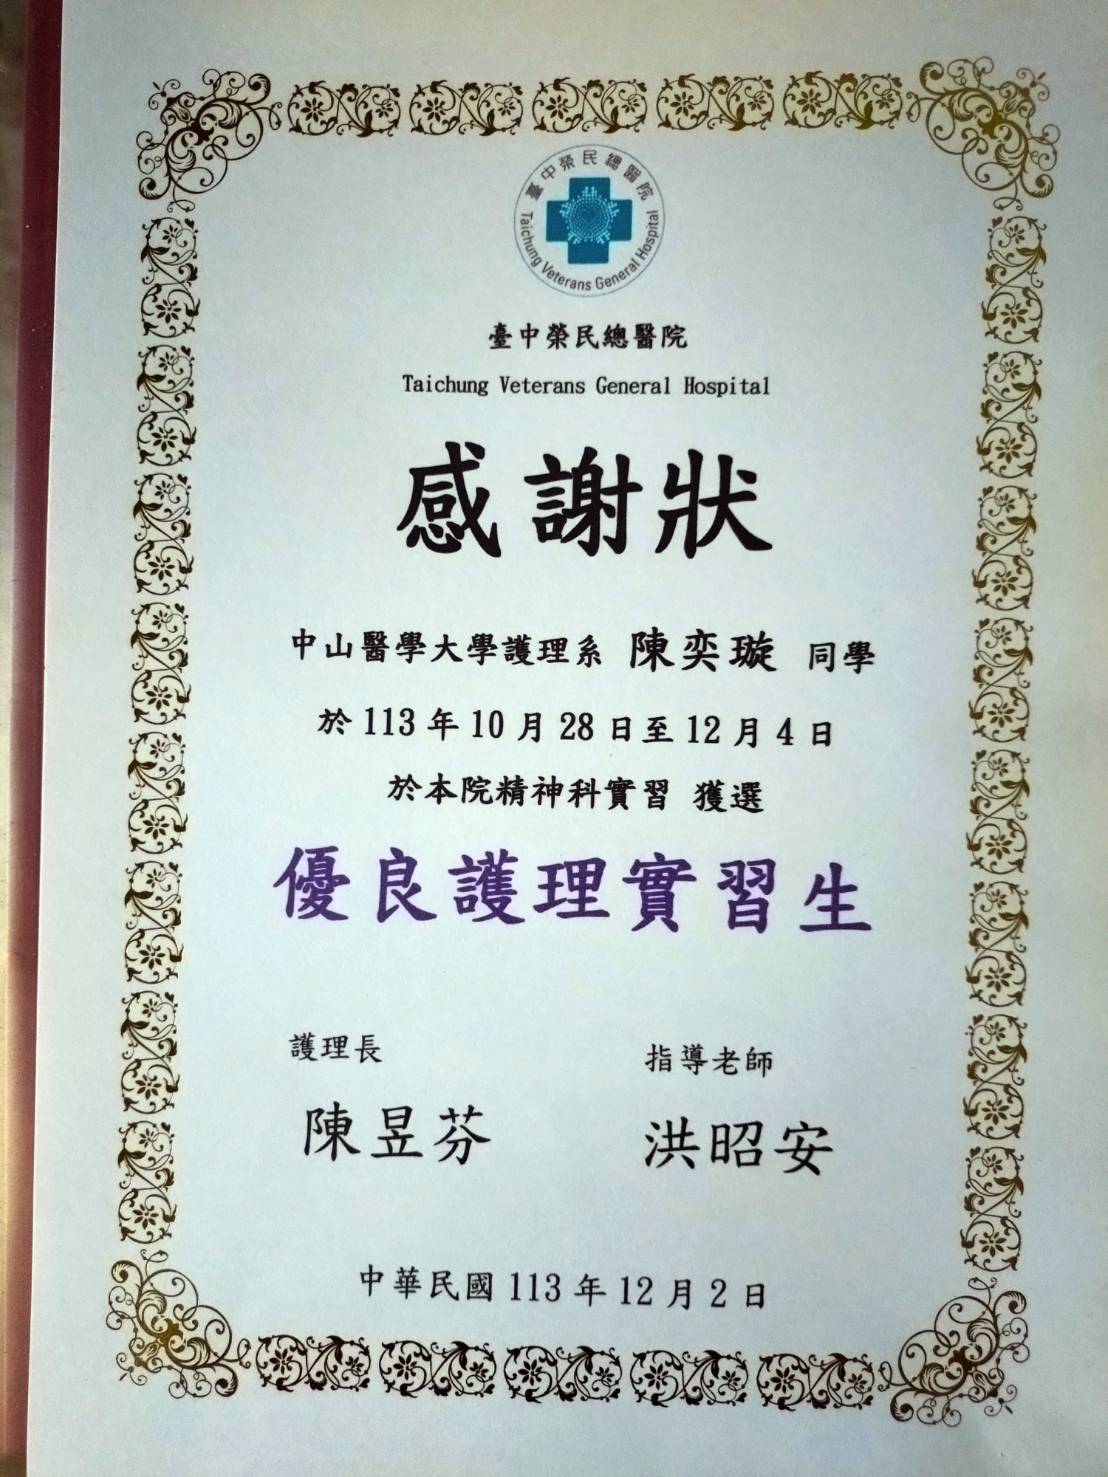 臺中榮民總醫院
Taichung Veterans General Hospital
臺中榮民總醫院
Taichung Veterans General Hospital
感謝狀
中山醫學大學護理系 陳奕璇 同學
於 113 年 10 月 28 日至 12 月 4 日
於本院精神科實習 獲選
優良護理實習生
護理長
陳昱芬
指導老師
洪昭安
中華民國 113 年 12 月 2 日